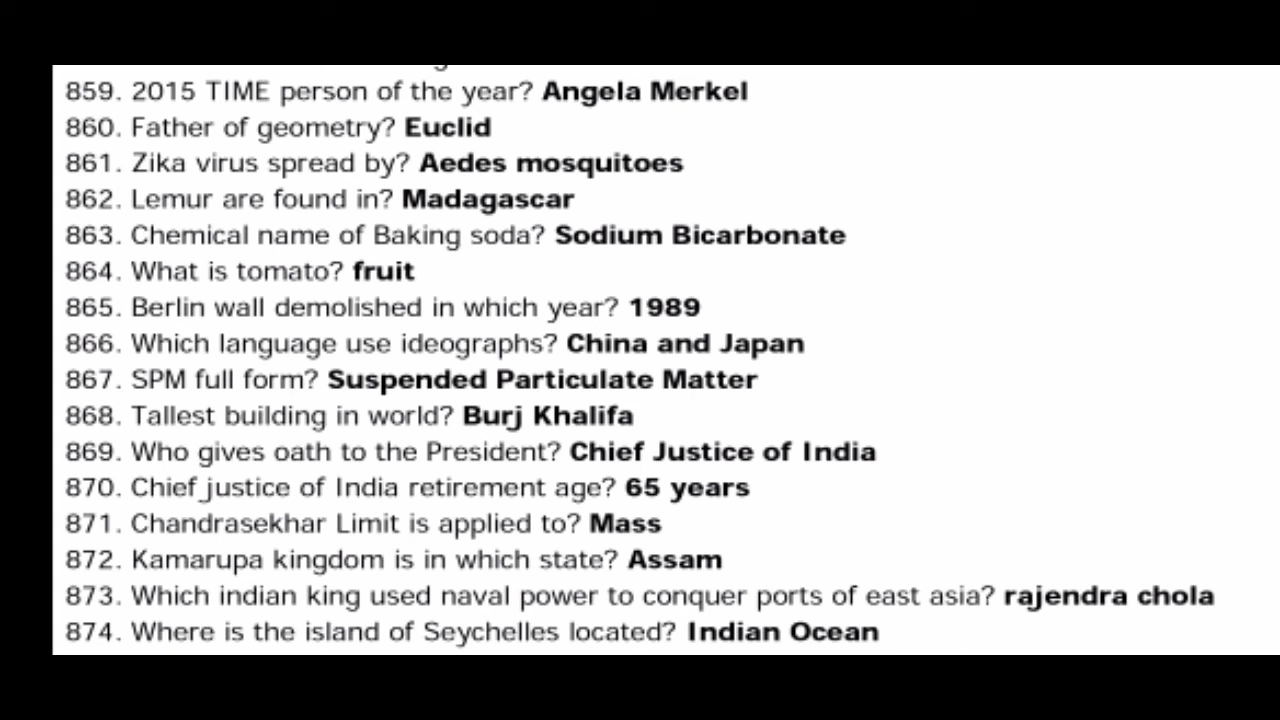 859. 2015 TIME person of the year? Angela Merkel
860. Father of geometry? Euclid
861. Zika virus spread by? Aedes mosquitoes
862. Lemur are found in? Madagascar
863. Chemical name of Baking soda? Sodium Bicarbonate
864. What is tomato? fruit
865. Berlin wall demolished in which year? 1989
866. Which language use ideographs? China and Japan
867. SPM full form? Suspended Particulate Matter
868. Tallest building in world? Burj Khalifa
869. Who gives oath to the President? Chief Justice of India
870. Chief justice of India retirement age? 65 years
871. Chandrasekhar Limit is applied to? Mass
872. Kamarupa kingdom is in which state? Assam
873. Which indian king used naval power to conquer ports of east asia? rajendra chola
874. Where is the island of Seychelles located? Indian Ocean